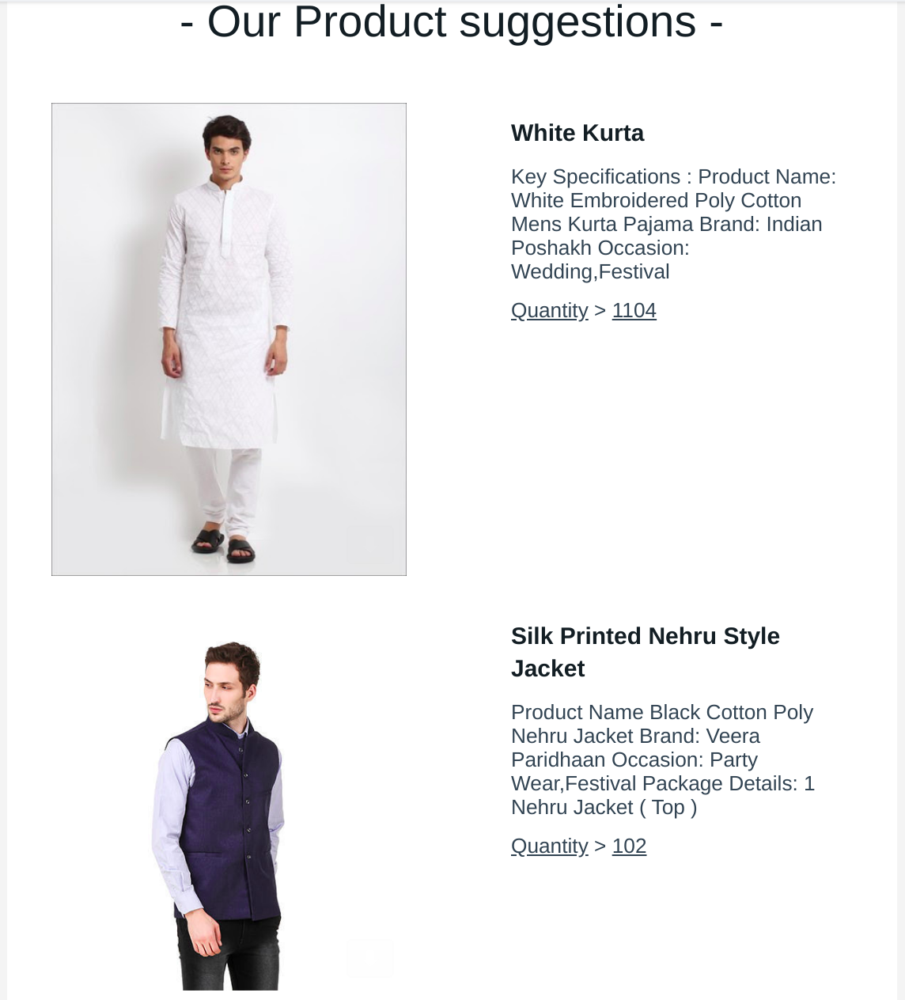 - Our Product suggestions -
White Kurta
Key Specifications : Product Name:
White Embroidered Poly Cotton
Mens Kurta Pajama Brand: Indian
Poshakh Occasion:
Wedding,Festival
Quantity > 1104
Silk Printed Nehru Style
Jacket
Product Name Black Cotton Poly
Nehru Jacket Brand: Veera
Paridhaan Occasion: Party
Wear,Festival Package Details: 1
Nehru Jacket ( Top )
Quantity > 102